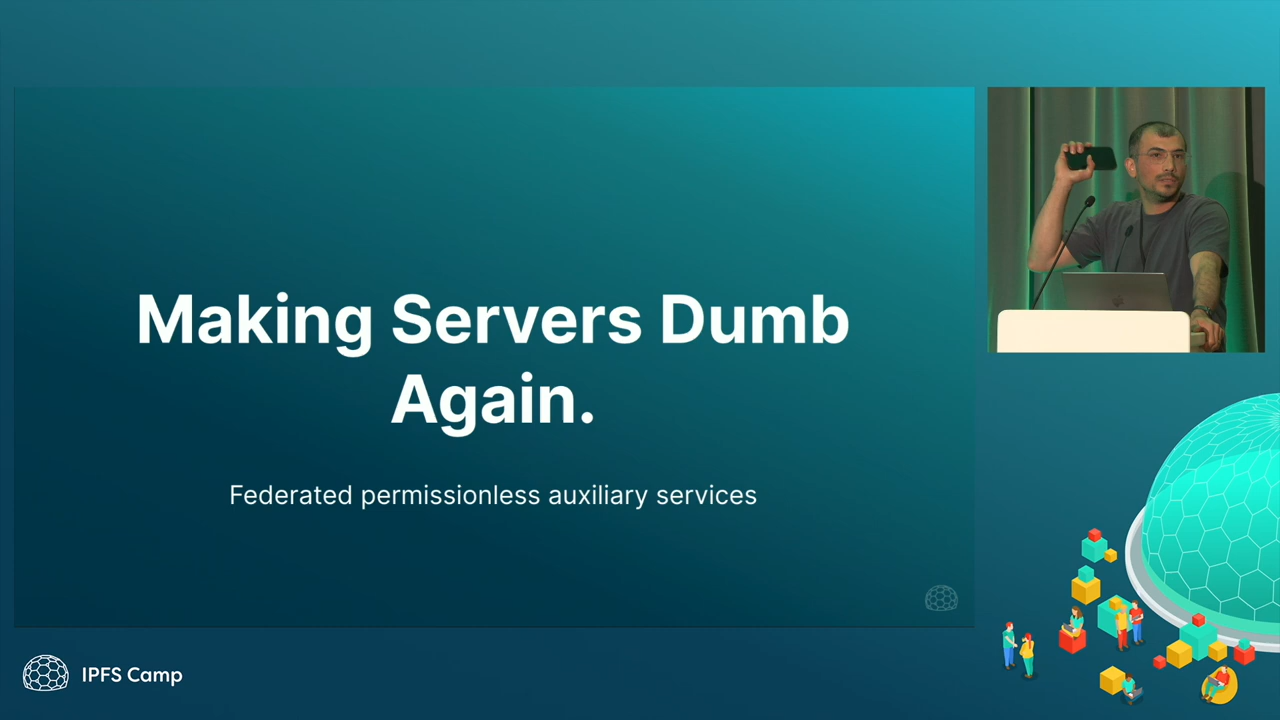 Making Servers Dumb
Again.
Federated permissionless auxiliary services
IPFS Camp